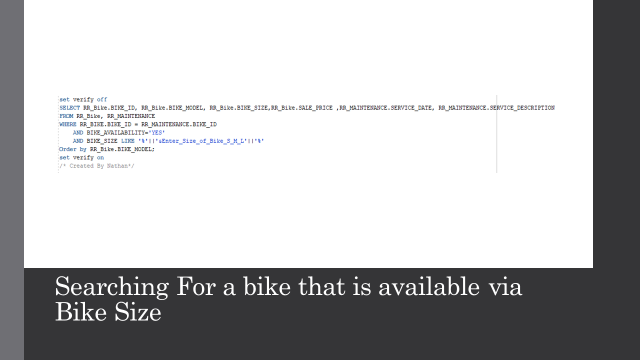 set verify off
SELECT RR_Bike.BIKE_ID, RR_Bike.BIKE_MODEL, RR_Bike.BIKE_SIZE,RR_Bike.SALE_PRICE ,RR_MAINTENANCE.SERVICE_DATE, RR_MAINTENANCE.SERVICE_DESCRIPTION
FROM RR_Bike, RR_MAINTENANCE
WHERE RR_BIKE.BIKE_ID = RR_MAINTENANCE.BIKE_ID
AND BIKE_AVAILABILITY='YES'
AND BIKE_SIZE LIKE '%'||'&Enter_Size_of_Bike_S_M_L'||'%'
Order by RR_Bike.BIKE_MODEL;
set verify on
/* Created By Nathan*/
Searching For a bike that is available via
Bike Size